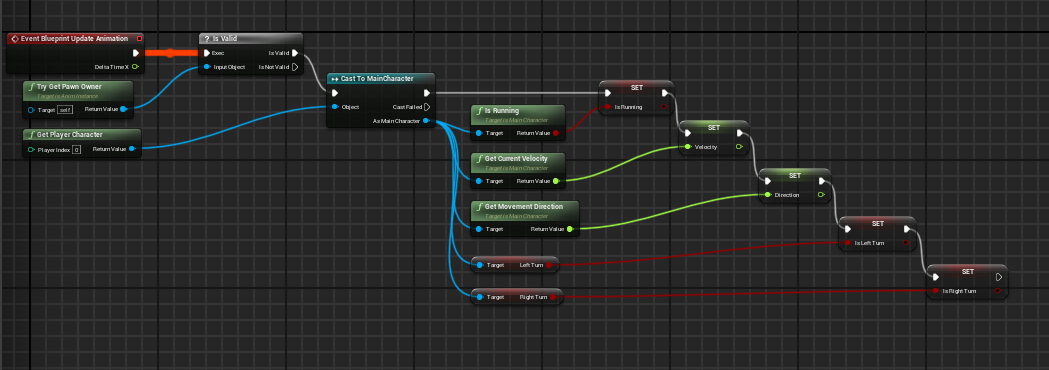 Event Blueprint Update Animation
Delta Time X
? Is Valid
Exec Is Valid
Input Object Is Not Valid
f Try Get Pawn Owner
Target is Anim Instance
Target self Return Value
f Get Player Character
Player Index 0 Return Value
Cast To MainCharacter
Object Cast Failed
As Main Character
f Is Running
Target is Main Character
Target Return Value
f Get Current Velocity
Target is Main Character
Target Return Value
f Get Movement Direction
Target is Main Character
Target Return Value
Target Left Turn
Target Right Turn
SET
Is Running
SET
Velocity
SET
Direction
SET
Is Left Turn
SET
Is Right Turn